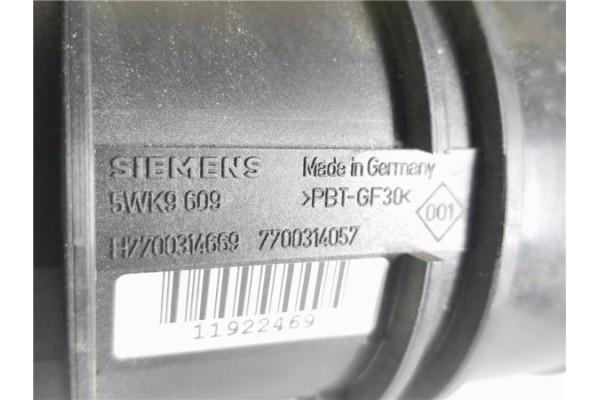 SIEMENS Made in Germany
5WK9 609 >PBT-GF30< 001
H7700314669 7700314057
11922469